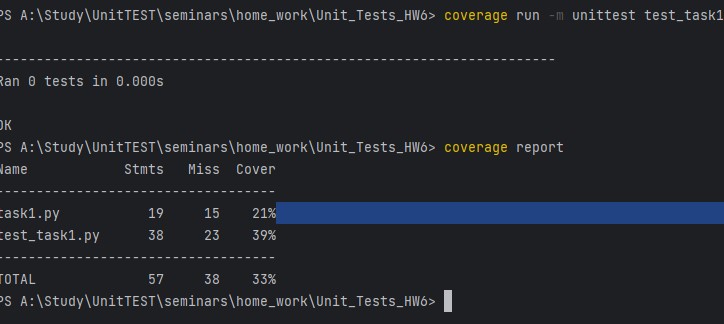 PS A:\Study\UnitTEST\seminars\home_work\Unit_Tests_HW6> coverage run -m unittest test_task1
----------------------------------------------------------------------
Ran 0 tests in 0.000s
OK
PS A:\Study\UnitTEST\seminars\home_work\Unit_Tests_HW6> coverage report
Name            Stmts   Miss  Cover
-----------------------------------
task1.py           19     15    21%
test_task1.py      38     23    39%
-----------------------------------
TOTAL              57     38    33%
PS A:\Study\UnitTEST\seminars\home_work\Unit_Tests_HW6>